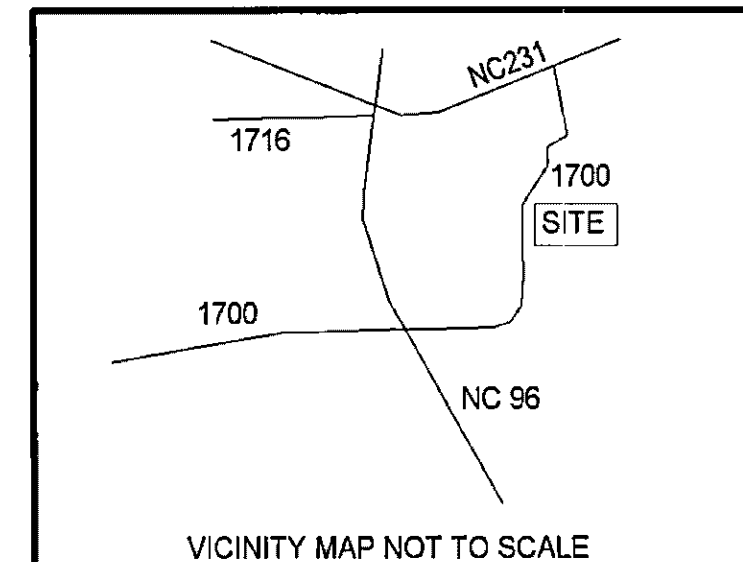 NC231
1716
1700
SITE
1700
NC 96
VICINITY MAP NOT TO SCALE